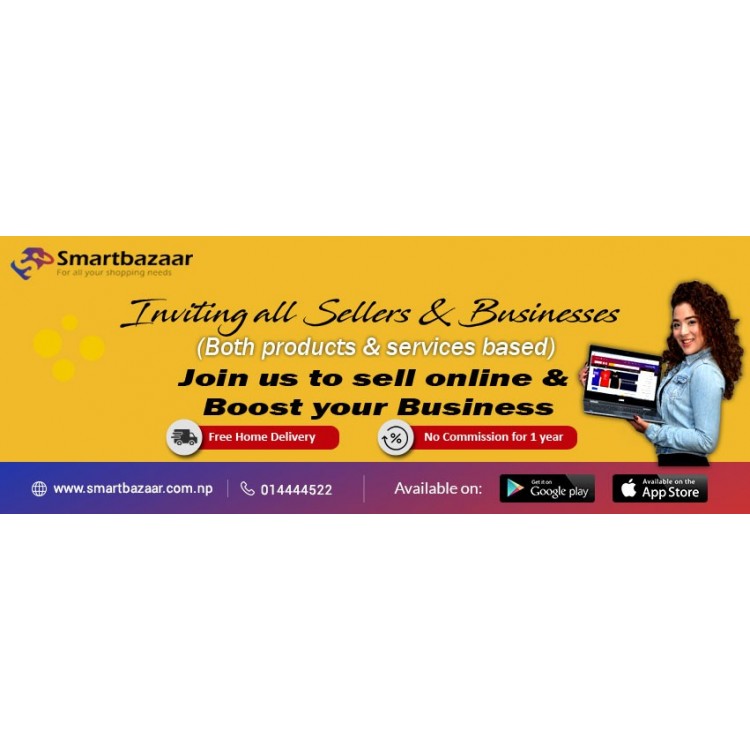 Smartbazaar
For all your shopping needs
Inviting all Sellers & Businesses
(Both products & services based)
Join us to sell online &
Boost your Business
Free Home Delivery
No Commission for 1 year
www.smartbazaar.com.np
014444522
Available on:
Get it on
Google play
Available on the
App Store